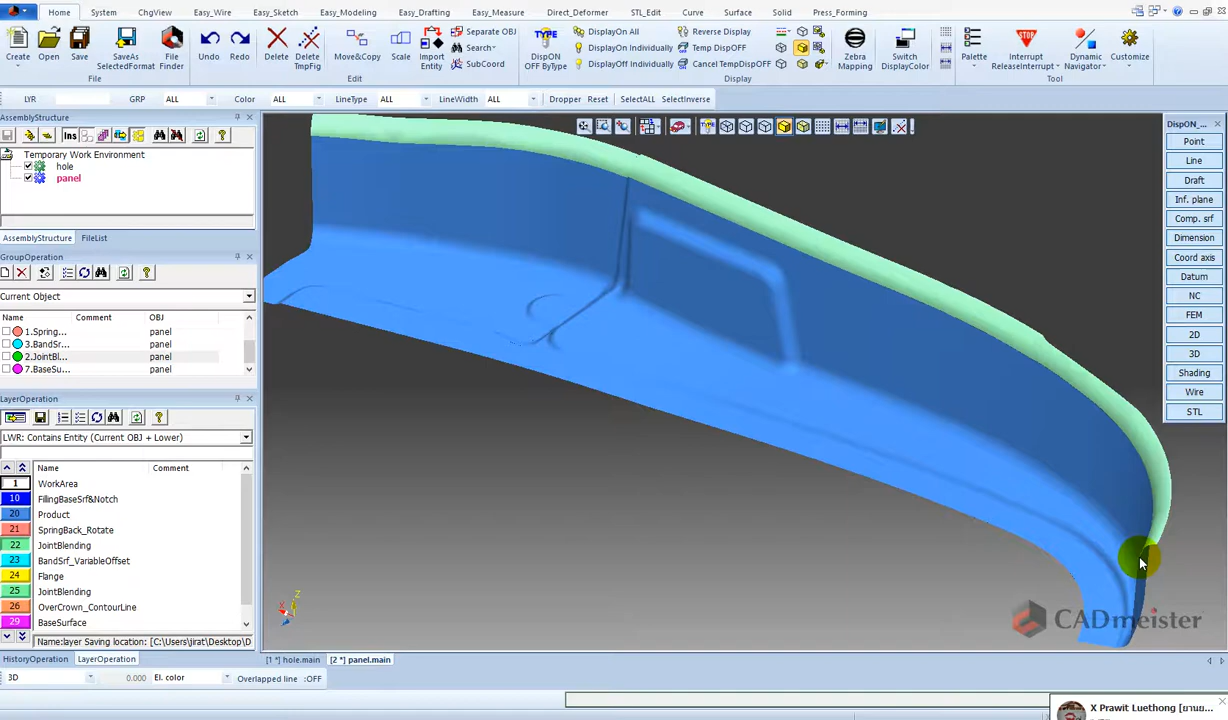 Home System ChgView Easy_Wire Easy_Sketch Easy_Modeling Easy_Drafting Easy_Measure Direct_Deformer STL_Edit Curve Surface Solid Press_Forming
Create Open Save SaveAs SelectedFormat File Finder Undo Redo Delete Delete TmpFig Move&Copy Scale Import Entity Separate OBJ Search SubCoord
TYPE DispON OFF ByType DisplayOn All DisplayOn Individually DisplayOff Individually Reverse Display Temp DispOFF Cancel TempDispOFF Zebra Mapping Switch DisplayColor Palette STOP Interrupt ReleaseInterrupt Dynamic Navigator Customize
File Edit Display Tool
LYR GRP ALL Color ALL LineType ALL LineWidth ALL Dropper Reset SelectALL SelectInverse
AssemblyStructure
Ins
Temporary Work Environment
hole
panel
AssemblyStructure FileList
GroupOperation
Current Object
Name Comment OBJ
1.Spring... panel
3.BandSr... panel
2.JointBl... panel
7.BaseSu... panel
LayerOperation
LWR: Contains Entity (Current OBJ + Lower)
Name Comment
1 WorkArea
10 FillingBaseSrf&Notch
20 Product
21 SpringBack_Rotate
22 JointBlending
23 BandSrf_VariableOffset
24 Flange
25 JointBlending
26 OverCrown_ContourLine
29 BaseSurface
Name:layer Saving location: [C:\Users\jirat\Desktop\D
HistoryOperation LayerOperation
3D 0.000 El. color Overlapped line :OFF
DispON_...
Point
Line
Draft
Inf. plane
Comp. srf
Dimension
Coord axis
Datum
NC
FEM
2D
3D
Shading
Wire
STL
Z
X
CADmeister
[1 *] hole.main [2 *] panel.main